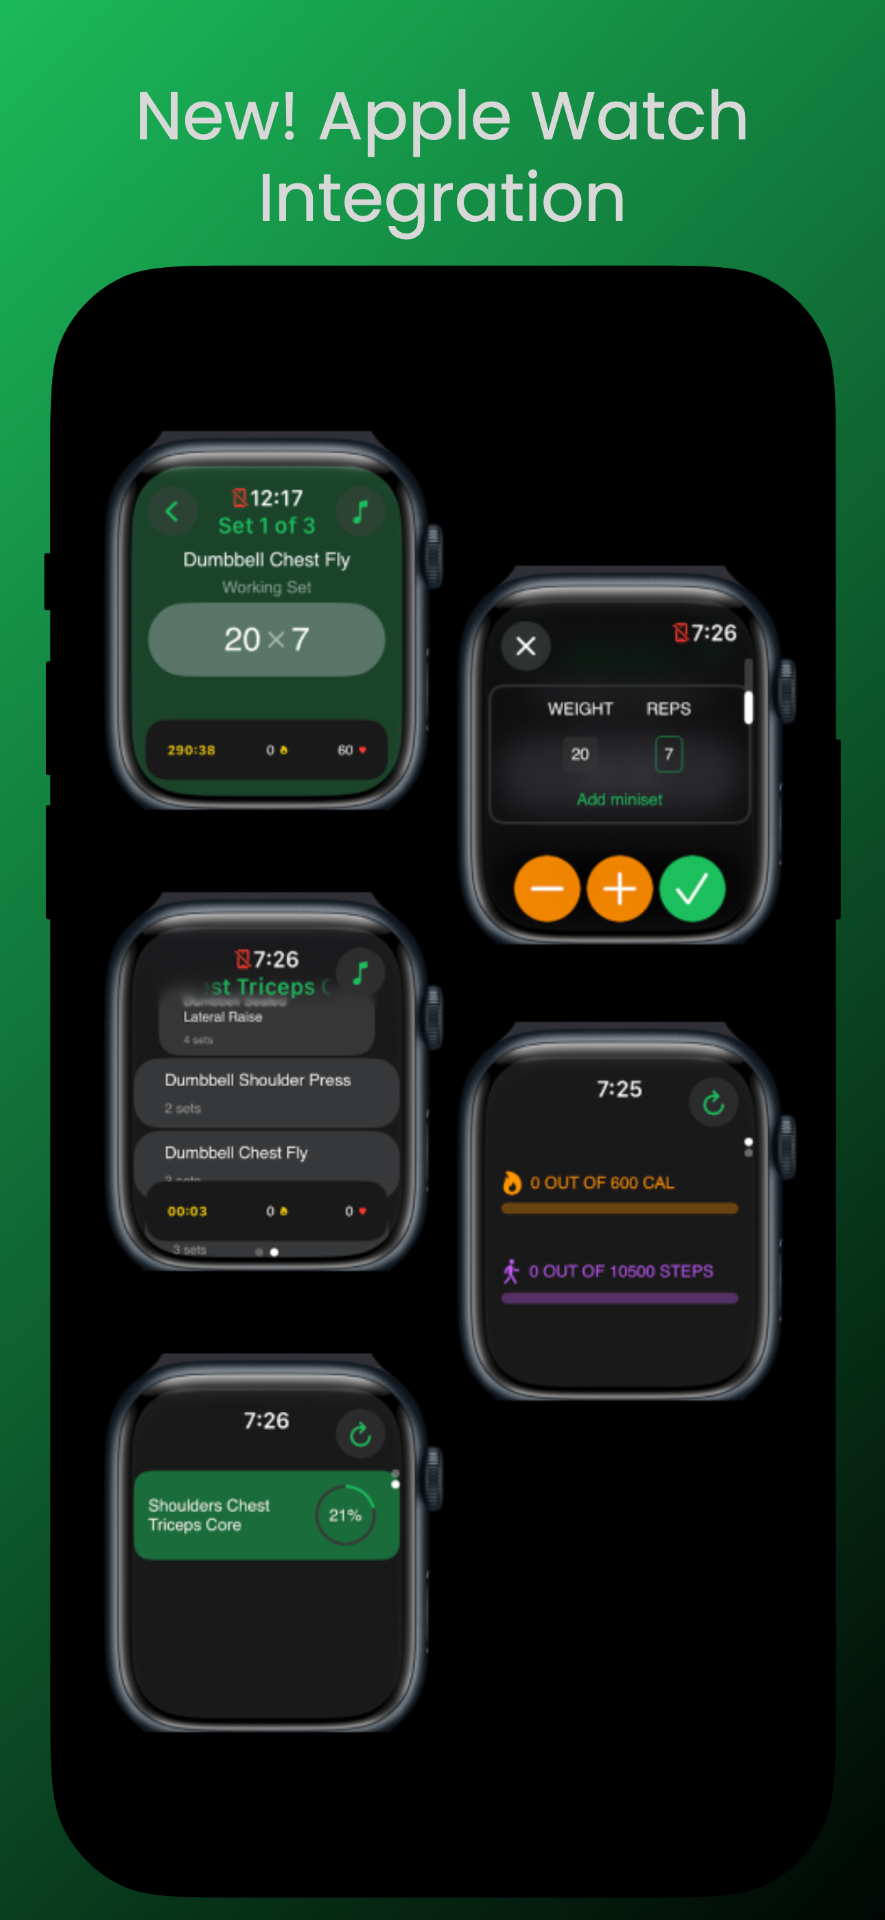 New! Apple Watch
Integration
12:17
Set 1 of 3
Dumbbell Chest Fly
Working Set
20 × 7
290:38 0 60
7:26
WEIGHT REPS
20 7
Add miniset
7:26
st Triceps
Dumbbell Seated
Lateral Raise
4 sets
Dumbbell Shoulder Press
2 sets
Dumbbell Chest Fly
00:03 0 0
3 sets
7:25
0 OUT OF 600 CAL
0 OUT OF 10500 STEPS
7:26
Shoulders Chest
Triceps Core
21%